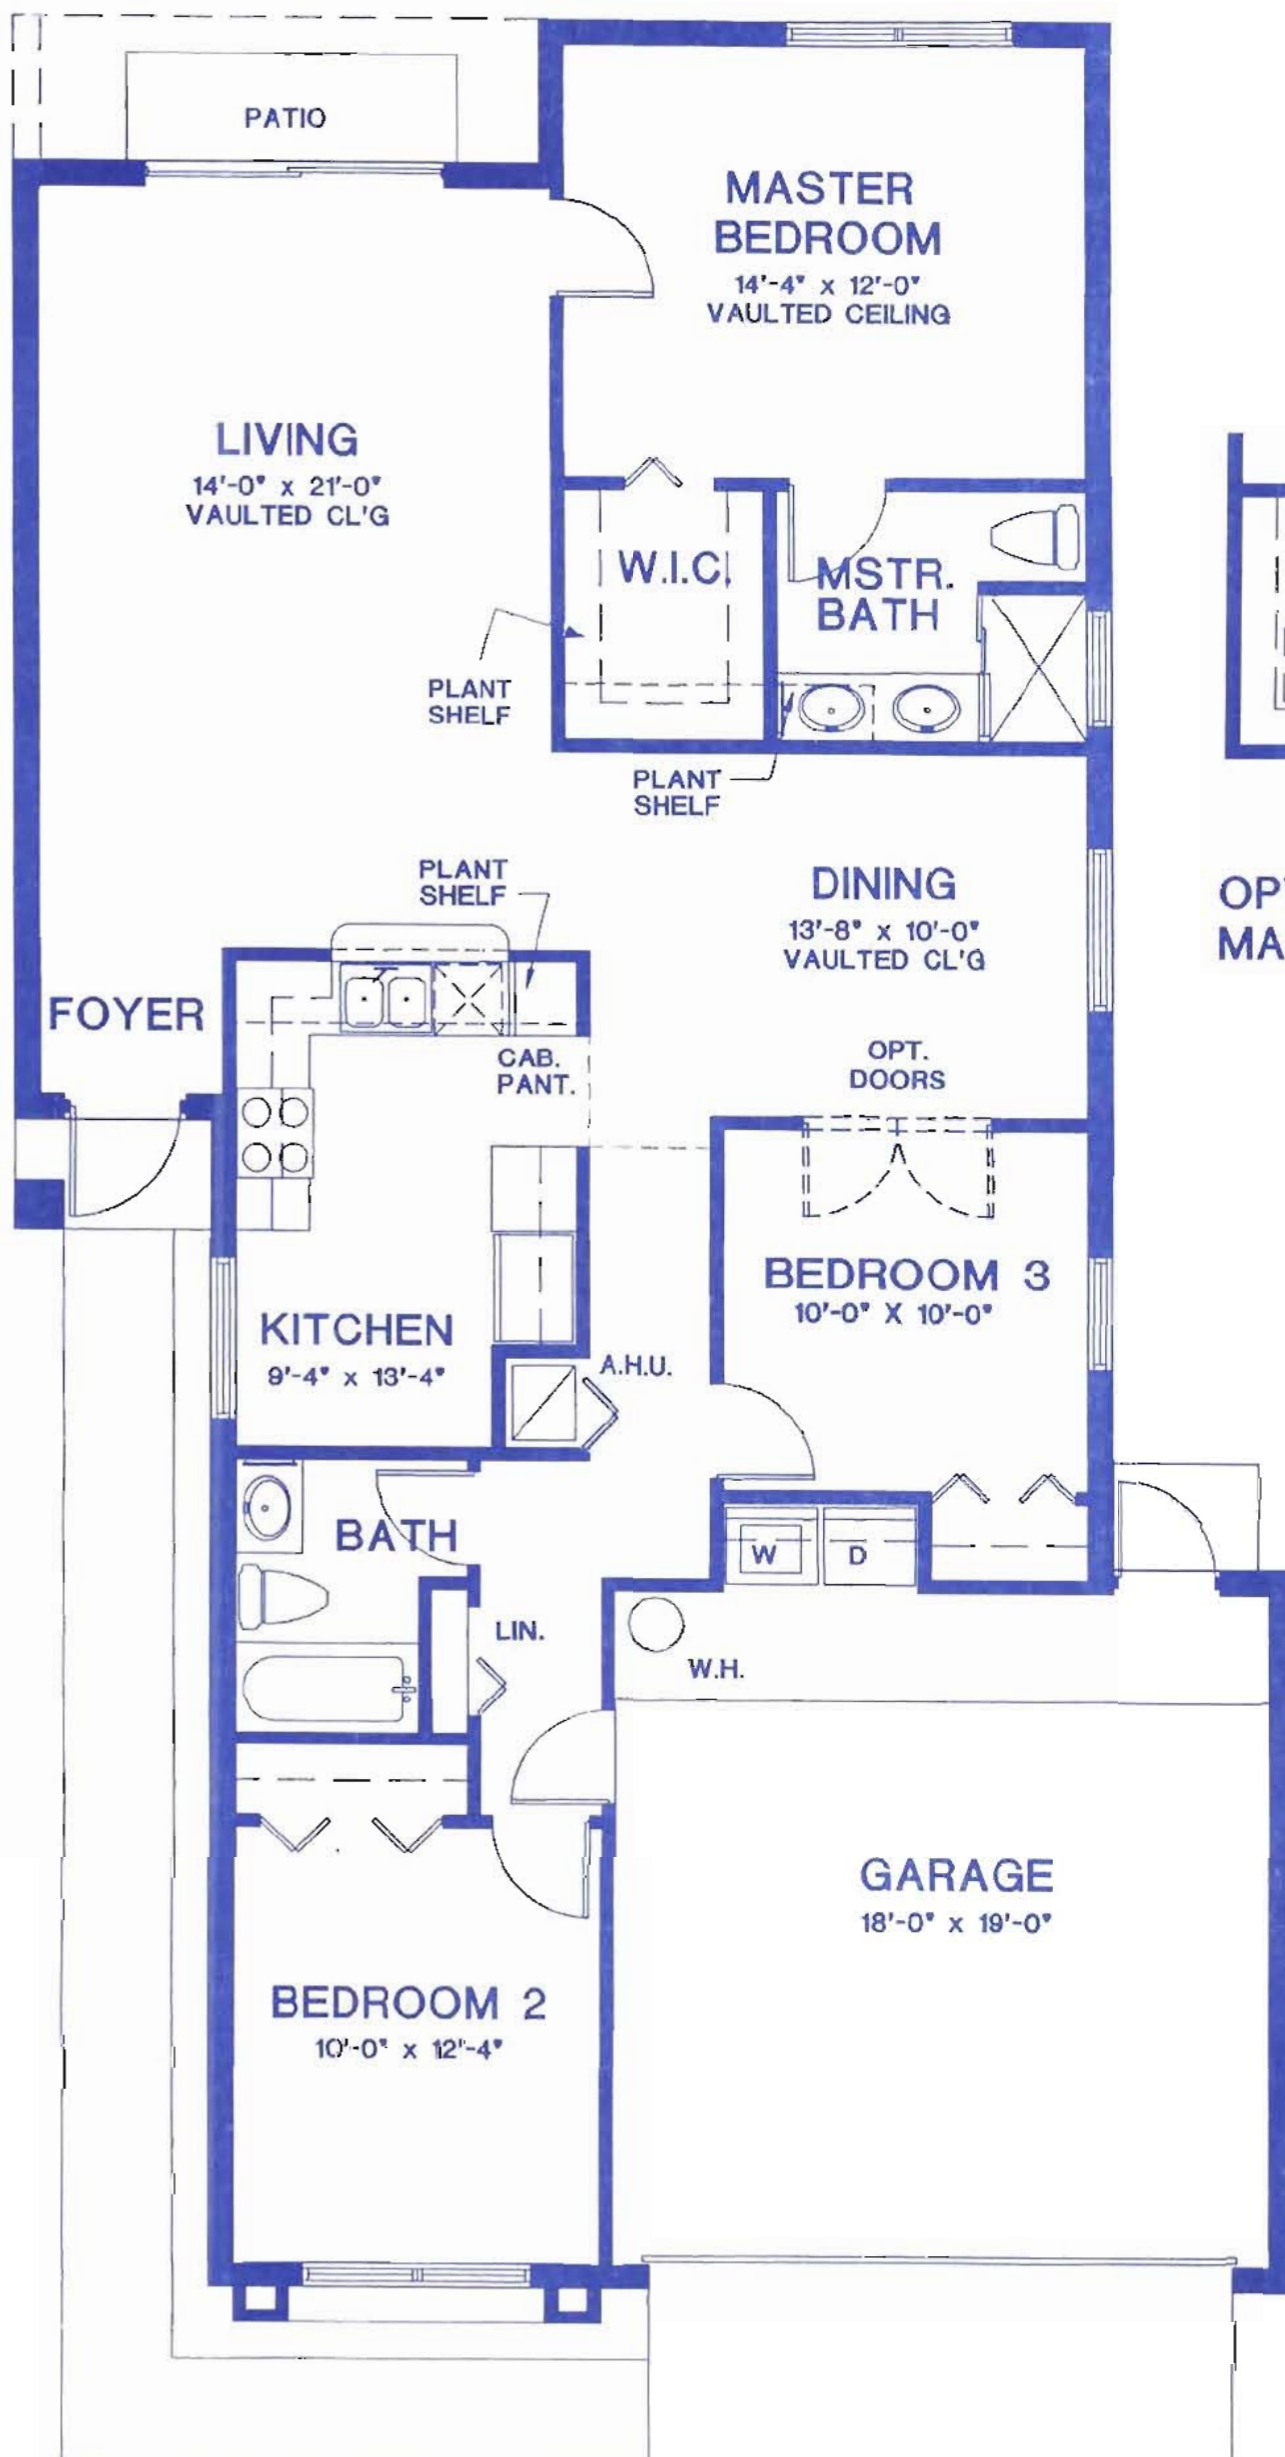 PATIO
MASTER
BEDROOM
14'-4" x 12'-0"
VAULTED CEILING
LIVING
14'-0" x 21'-0"
VAULTED CL'G
W.I.C.
MSTR.
BATH
PLANT
SHELF
PLANT
SHELF
PLANT
SHELF
DINING
13'-8" x 10'-0"
VAULTED CL'G
FOYER
CAB.
PANT.
OPT.
DOORS
BEDROOM 3
10'-0" X 10'-0"
KITCHEN
9'-4" x 13'-4"
A.H.U.
BATH
W
D
LIN.
W.H.
GARAGE
18'-0" x 19'-0"
BEDROOM 2
10'-0" x 12'-4"